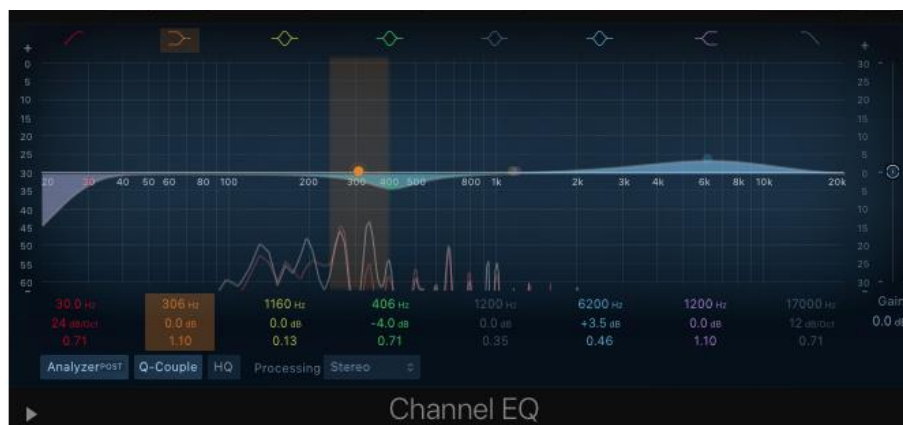 + +
0 30
5 25
10 20
15 15
20 10
25 5
30 20 30 40 50 60 80 100 200 300 400 500 800 1k 2k 3k 4k 6k 8k 10k 20k 0
35 5
40 10
45 15
50 20
55 25
60 30
- -
30.0 Hz 306 Hz 1160 Hz 406 Hz 1200 Hz 6200 Hz 1200 Hz 17000 Hz Gain
24 dB/Oct 0.0 dB 0.0 dB -4.0 dB 0.0 dB +3.5 dB 0.0 dB 12 dB/Oct 0.0 dB
0.71 1.10 0.13 0.71 0.35 0.46 1.10 0.71
Analyzer POST Q-Couple HQ Processing Stereo
Channel EQ